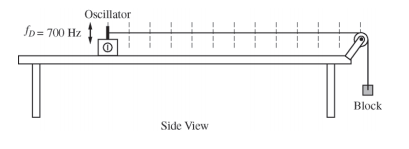 Oscillator
f_D = 700 Hz
Block
Side View